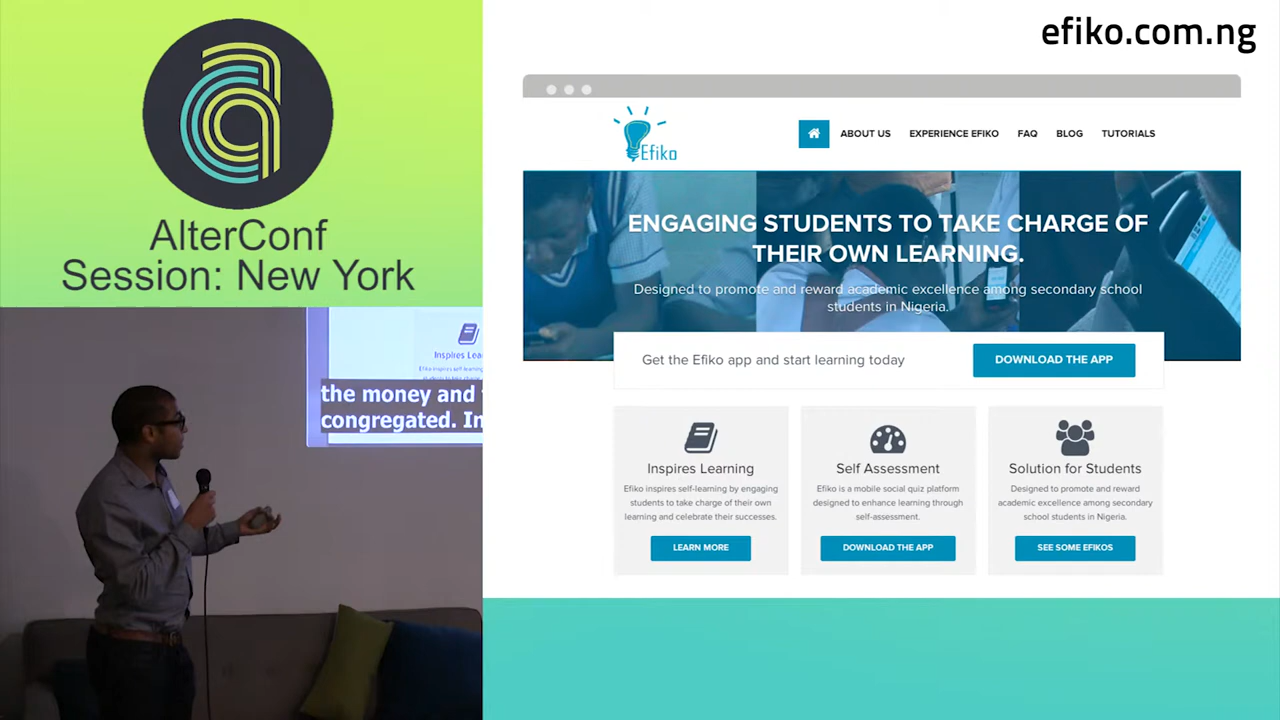 AlterConf
Session: New York
Inspires Lea
the money and
congregated. In
efiko.com.ng
Efiko
ABOUT US EXPERIENCE EFIKO FAQ BLOG TUTORIALS
ENGAGING STUDENTS TO TAKE CHARGE OF
THEIR OWN LEARNING.
Designed to promote and reward academic excellence among secondary school
students in Nigeria.
Get the Efiko app and start learning today
DOWNLOAD THE APP
Inspires Learning
Efiko inspires self-learning by engaging
students to take charge of their own
learning and celebrate their successes.
LEARN MORE
Self Assessment
Efiko is a mobile social quiz platform
designed to enhance learning through
self-assessment.
DOWNLOAD THE APP
Solution for Students
Designed to promote and reward
academic excellence among secondary
school students in Nigeria.
SEE SOME EFIKOS